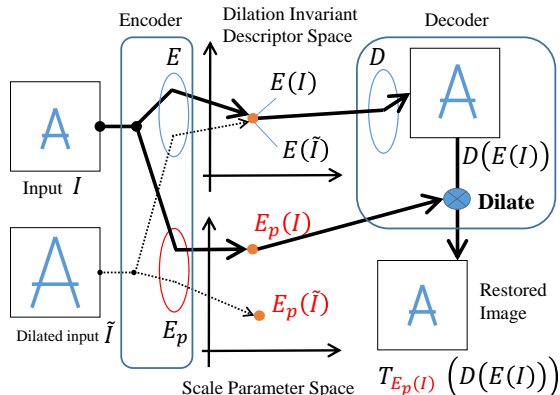 Encoder
Dilation Invariant
Descriptor Space
Decoder
E
D
A
A
E(I)
E(Ĩ)
D(E(I))
Input I
Dilate
E_p(I)
A
E_p(Ĩ)
A
E_p
Restored
Image
Dilated input Ĩ
Scale Parameter Space
T_{E_p(I)} (D(E(I)))